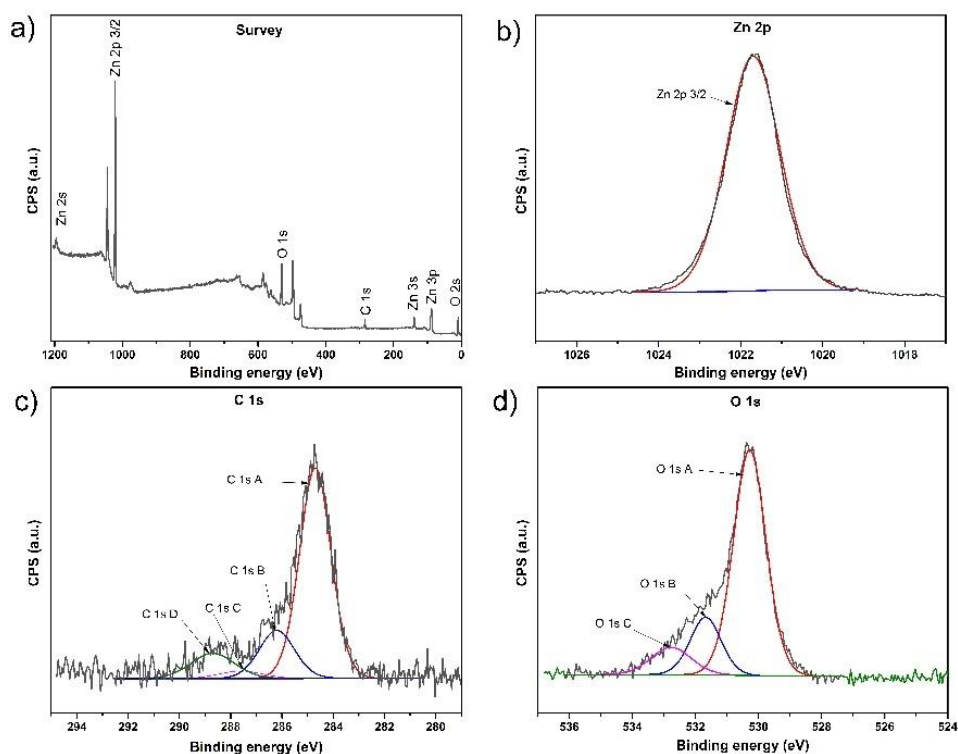 a)
Survey
Zn 2s
Zn 2p 3/2
O 1s
C 1s
Zn 3s
Zn 3p
O 2s
CPS (a.u.)
1200 1000 800 600 400 200 0
Binding energy (eV)
b)
Zn 2p
Zn 2p 3/2
CPS (a.u.)
1026 1024 1022 1020 1018
Binding energy (eV)
c)
C 1s
C 1s A
C 1s B
C 1s C
C 1s D
CPS (a.u.)
294 292 290 288 286 284 282 280
Binding energy (eV)
d)
O 1s
O 1s A
O 1s B
O 1s C
CPS (a.u.)
536 534 532 530 528 526 524
Binding energy (eV)